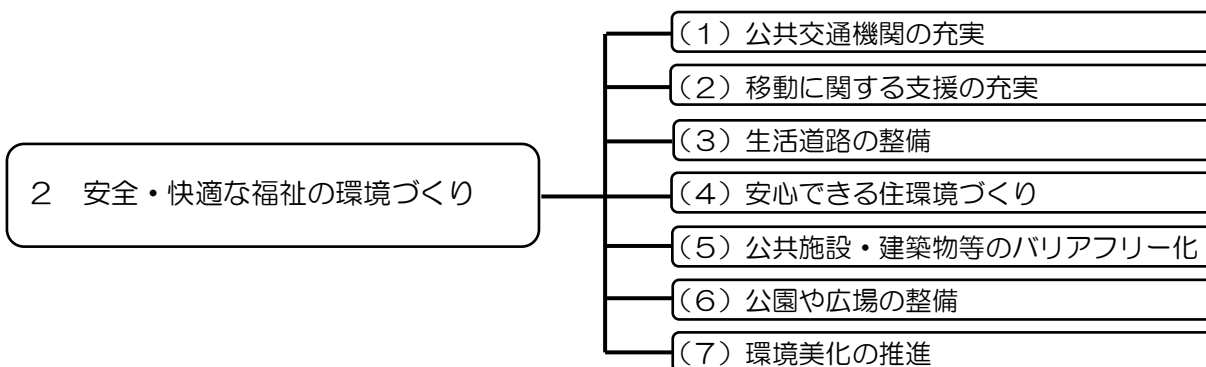 ２　安全・快適な福祉の環境づくり
（１）公共交通機関の充実
（２）移動に関する支援の充実
（３）生活道路の整備
（４）安心できる住環境づくり
（５）公共施設・建築物等のバリアフリー化
（６）公園や広場の整備
（７）環境美化の推進